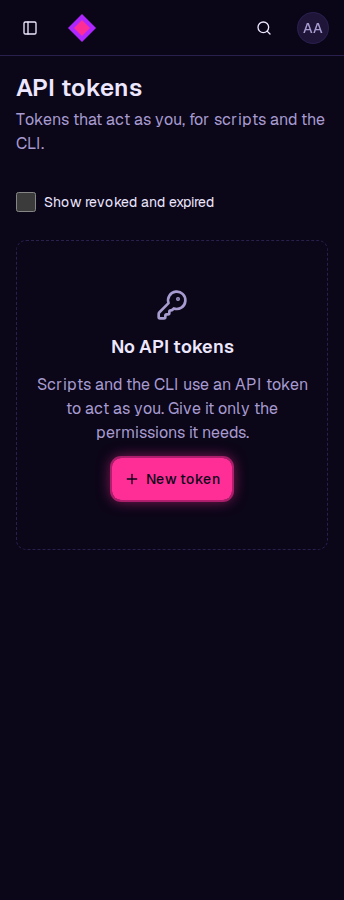 AA
API tokens
Tokens that act as you, for scripts and the
CLI.
Show revoked and expired
No API tokens
Scripts and the CLI use an API token
to act as you. Give it only the
permissions it needs.
New token